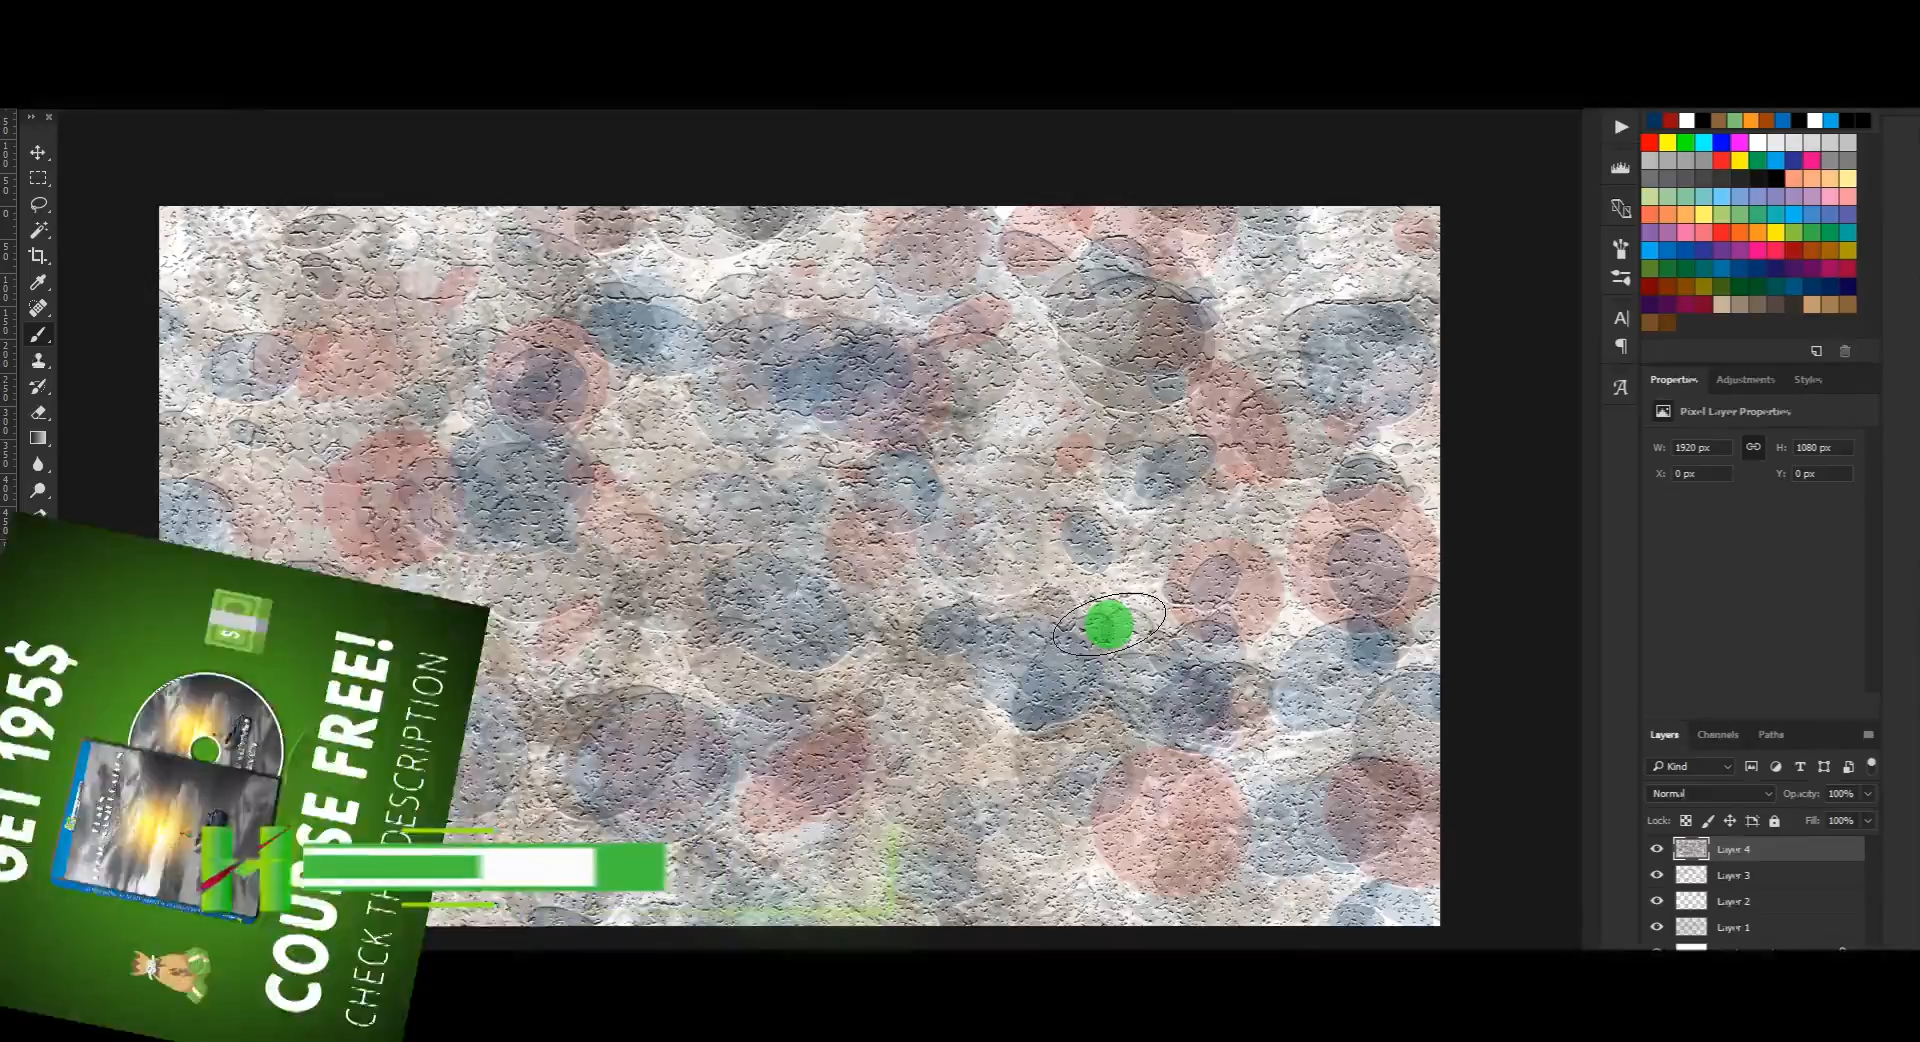 Properties Adjustments Styles
Pixel Layer Properties
W: 1920 px H: 1080 px
X: 0 px Y: 0 px
Layers Channels Paths
Kind
Normal Opacity: 100%
Lock: Fill: 100%
Layer 4
Layer 3
Layer 2
Layer 1
GET 195$
COURSE FREE!
CHECK THE DESCRIPTION